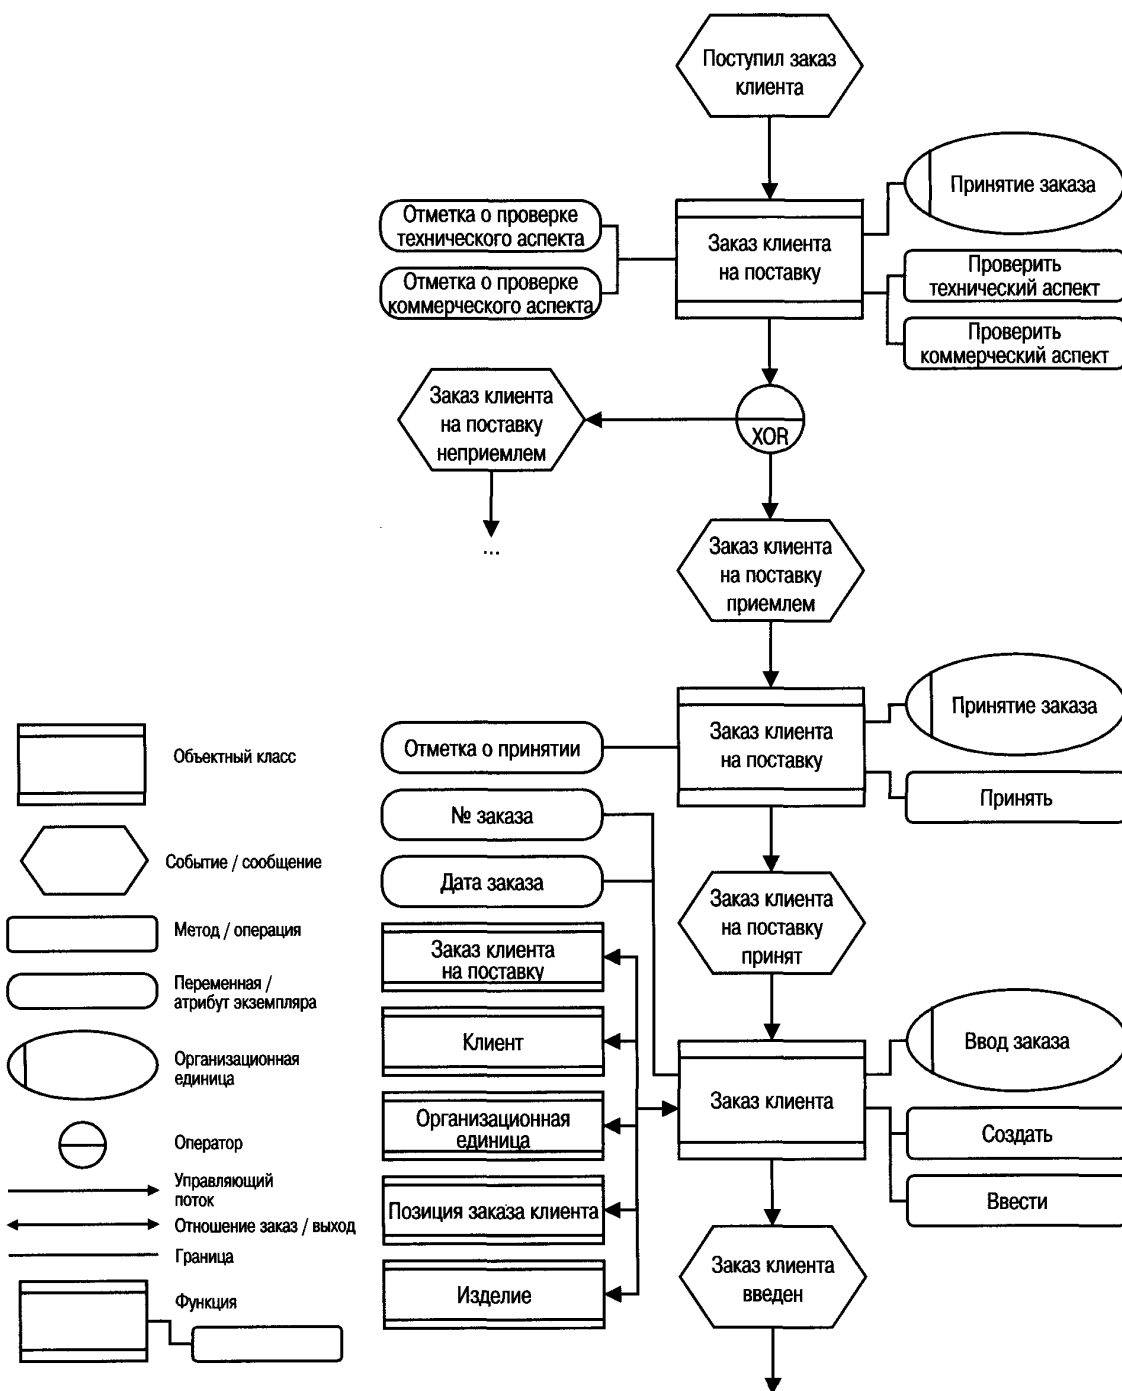 Поступил заказ
клиента
Принятие заказа
Отметка о проверке
технического аспекта
Отметка о проверке
коммерческого аспекта
Заказ клиента
на поставку
Проверить
технический аспект
Проверить
коммерческий аспект
Заказ клиента
на поставку
неприемлем
XOR
...
Заказ клиента
на поставку
приемлем
Принятие заказа
Отметка о принятии
Заказ клиента
на поставку
Принять
№ заказа
Дата заказа
Заказ клиента
на поставку
принят
Заказ клиента
на поставку
Клиент
Организационная
единица
Позиция заказа клиента
Изделие
Заказ клиента
Ввод заказа
Создать
Ввести
Заказ клиента
введен
Объектный класс
Событие / сообщение
Метод / операция
Переменная /
атрибут экземпляра
Организационная
единица
Оператор
Управляющий
поток
Отношение заказ / выход
Граница
Функция